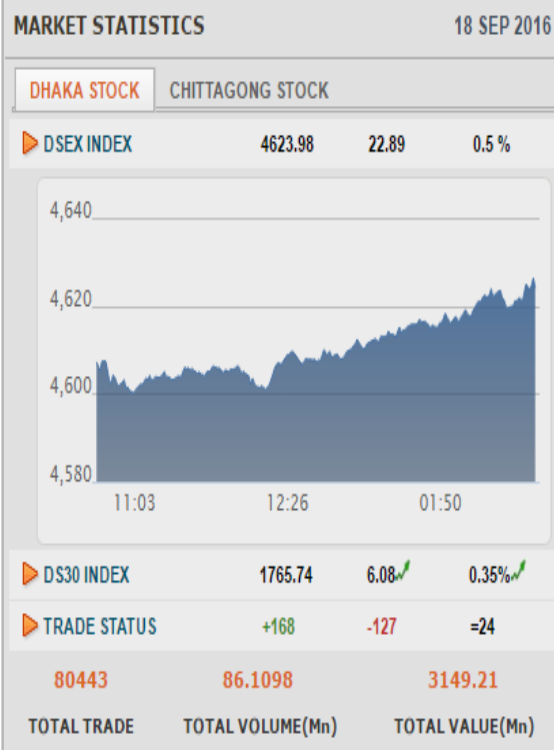 MARKET STATISTICS 18 SEP 2016
DHAKA STOCK CHITTAGONG STOCK
DSEX INDEX 4623.98 22.89 0.5 %
4,640
4,620
4,600
4,580
11:03 12:26 01:50
DS30 INDEX 1765.74 6.08 0.35%
TRADE STATUS +168 -127 =24
80443 86.1098 3149.21
TOTAL TRADE TOTAL VOLUME(Mn) TOTAL VALUE(Mn)